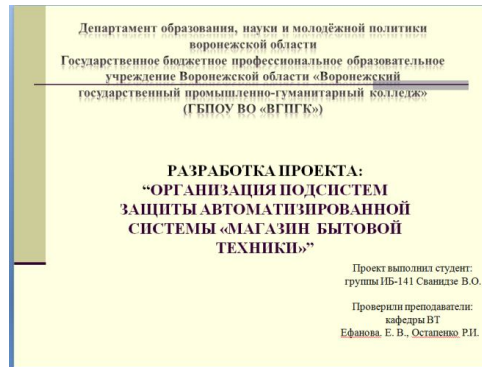 Департамент образования, науки и молодёжной политики
воронежской области
Государственное бюджетное профессиональное образовательное
учреждение Воронежской области «Воронежский
государственный промышленно-гуманитарный колледж»
(ГБПОУ ВО «ВГПГК»)
РАЗРАБОТКА ПРОЕКТА:
“ОРГАНИЗАЦИЯ ПОДСИСТЕМ
ЗАЩИТЫ АВТОМАТИЗИРОВАННОЙ
СИСТЕМЫ «МАГАЗИН БЫТОВОЙ
ТЕХНИКИ»”
Проект выполнил студент:
группы ИБ-141 Сванидзе В.О.
Проверили преподаватели:
кафедры ВТ
Ефанова. Е. В., Остапенко Р.И.